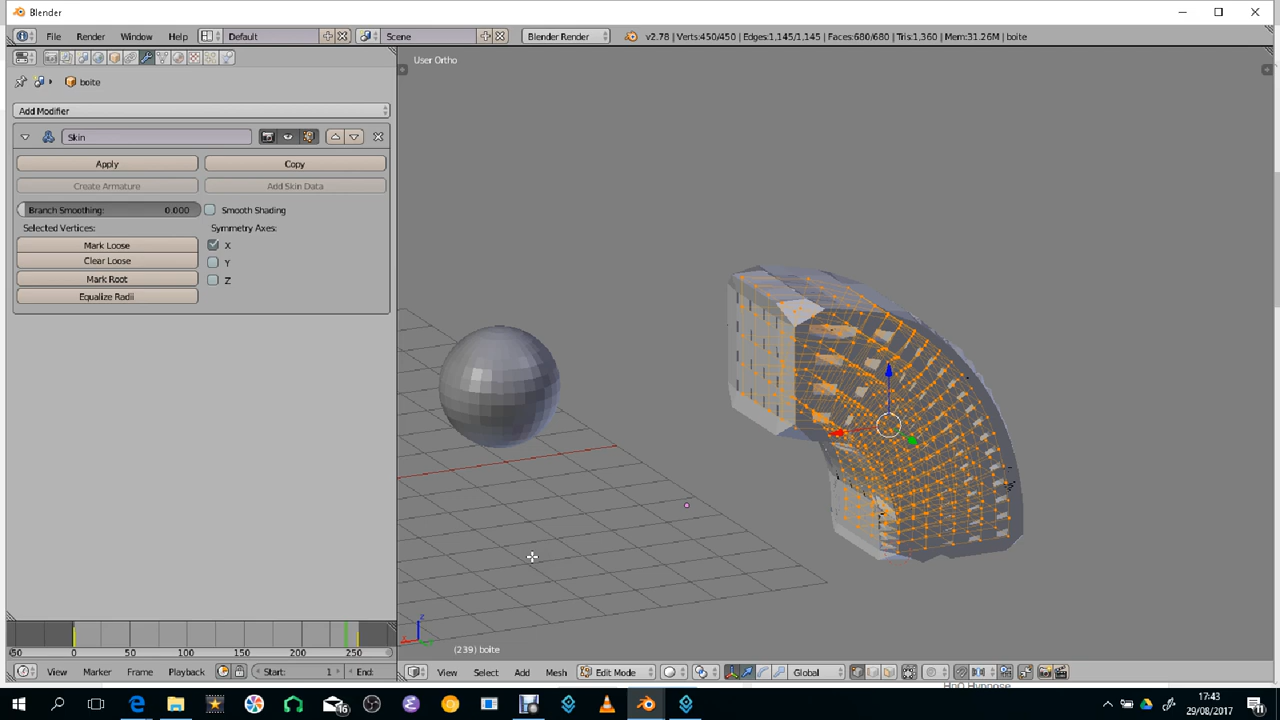 Blender
File Render Window Help Default Scene Blender Render v2.78 | Verts:450/450 | Edges:1,145/1,145 | Faces:680/680 | Tris:1,360 | Mem:31.26M | boite
boite
User Ortho
Add Modifier
Skin
Apply Copy
Create Armature Add Skin Data
Branch Smoothing: 0.000 Smooth Shading
Selected Vertices: Symmetry Axes:
Mark Loose X
Clear Loose Y
Mark Root Z
Equalize Radii
(239) boite
0 50 100 150 200 250
View Marker Frame Playback Start: 1 End: View Select Add Mesh Edit Mode Global
16
17:43
29/08/2017
11